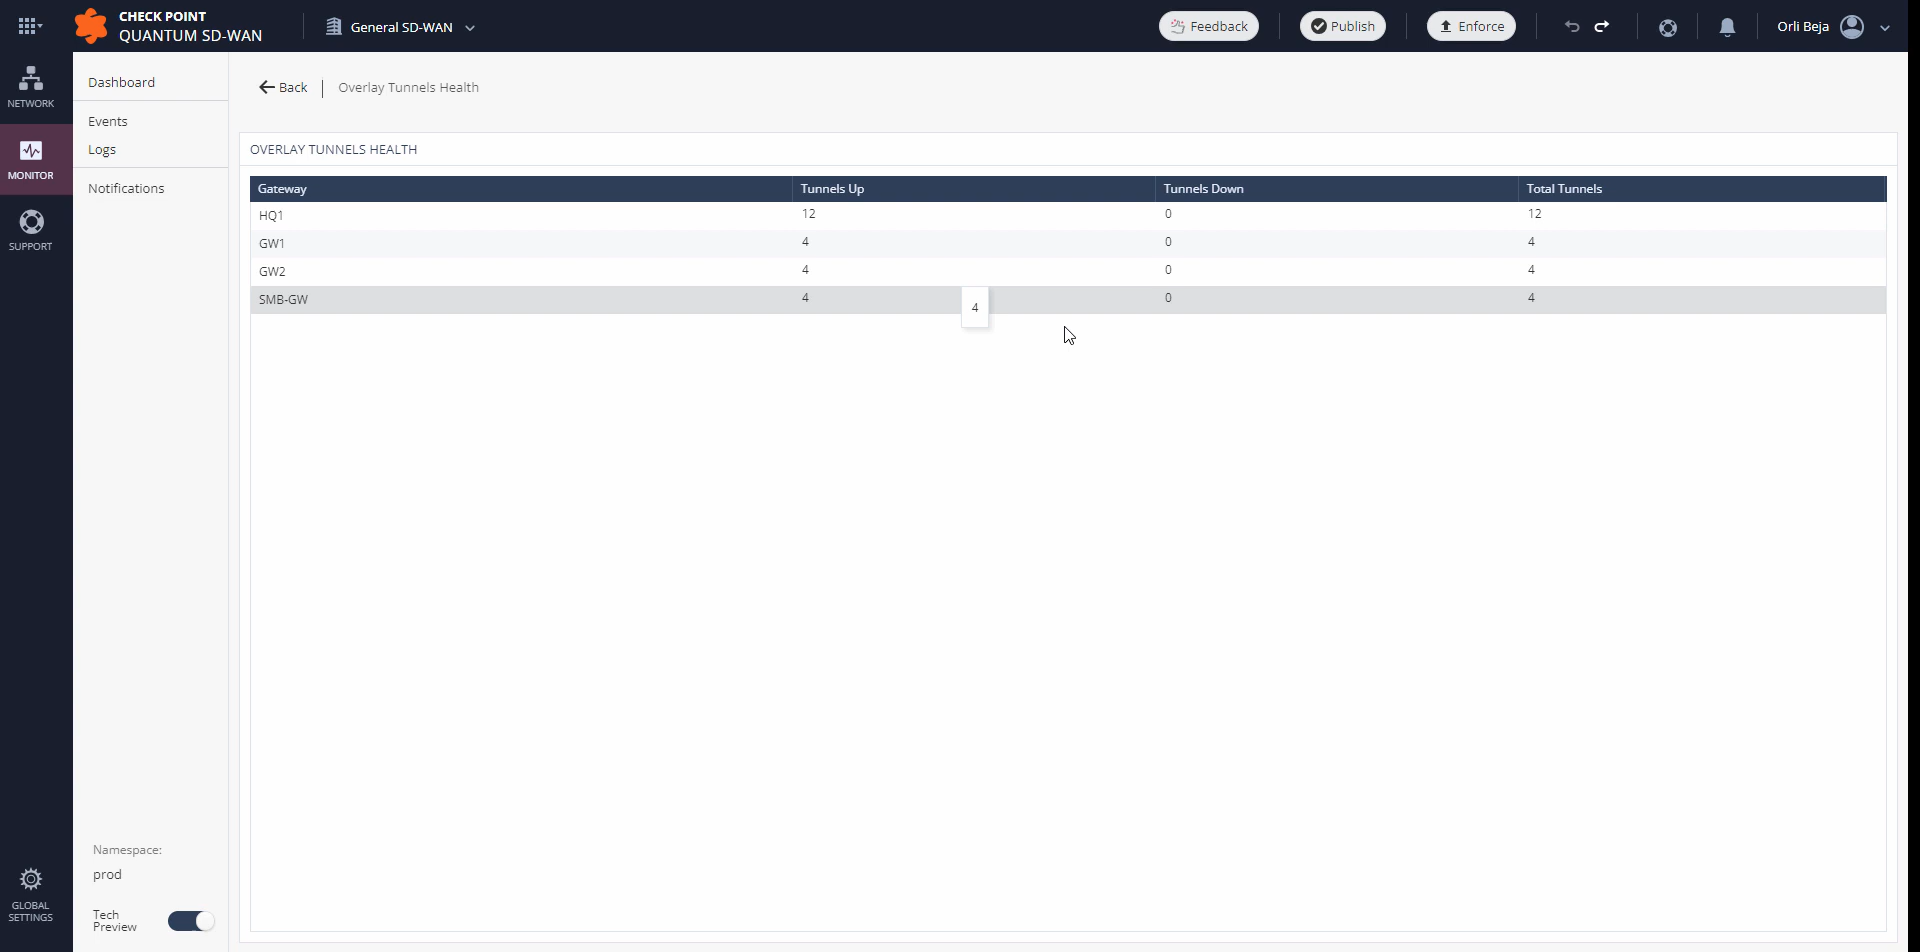 CHECK POINT
QUANTUM SD-WAN
General SD-WAN
Feedback
Publish
Enforce
Orli Beja
NETWORK
MONITOR
SUPPORT
GLOBAL
SETTINGS
Dashboard
Events
Logs
Notifications
Namespace:
prod
Tech
Preview
Back
Overlay Tunnels Health
OVERLAY TUNNELS HEALTH
Gateway Tunnels Up Tunnels Down Total Tunnels
HQ1 12 0 12
GW1 4 0 4
GW2 4 0 4
SMB-GW 4 0 4
4